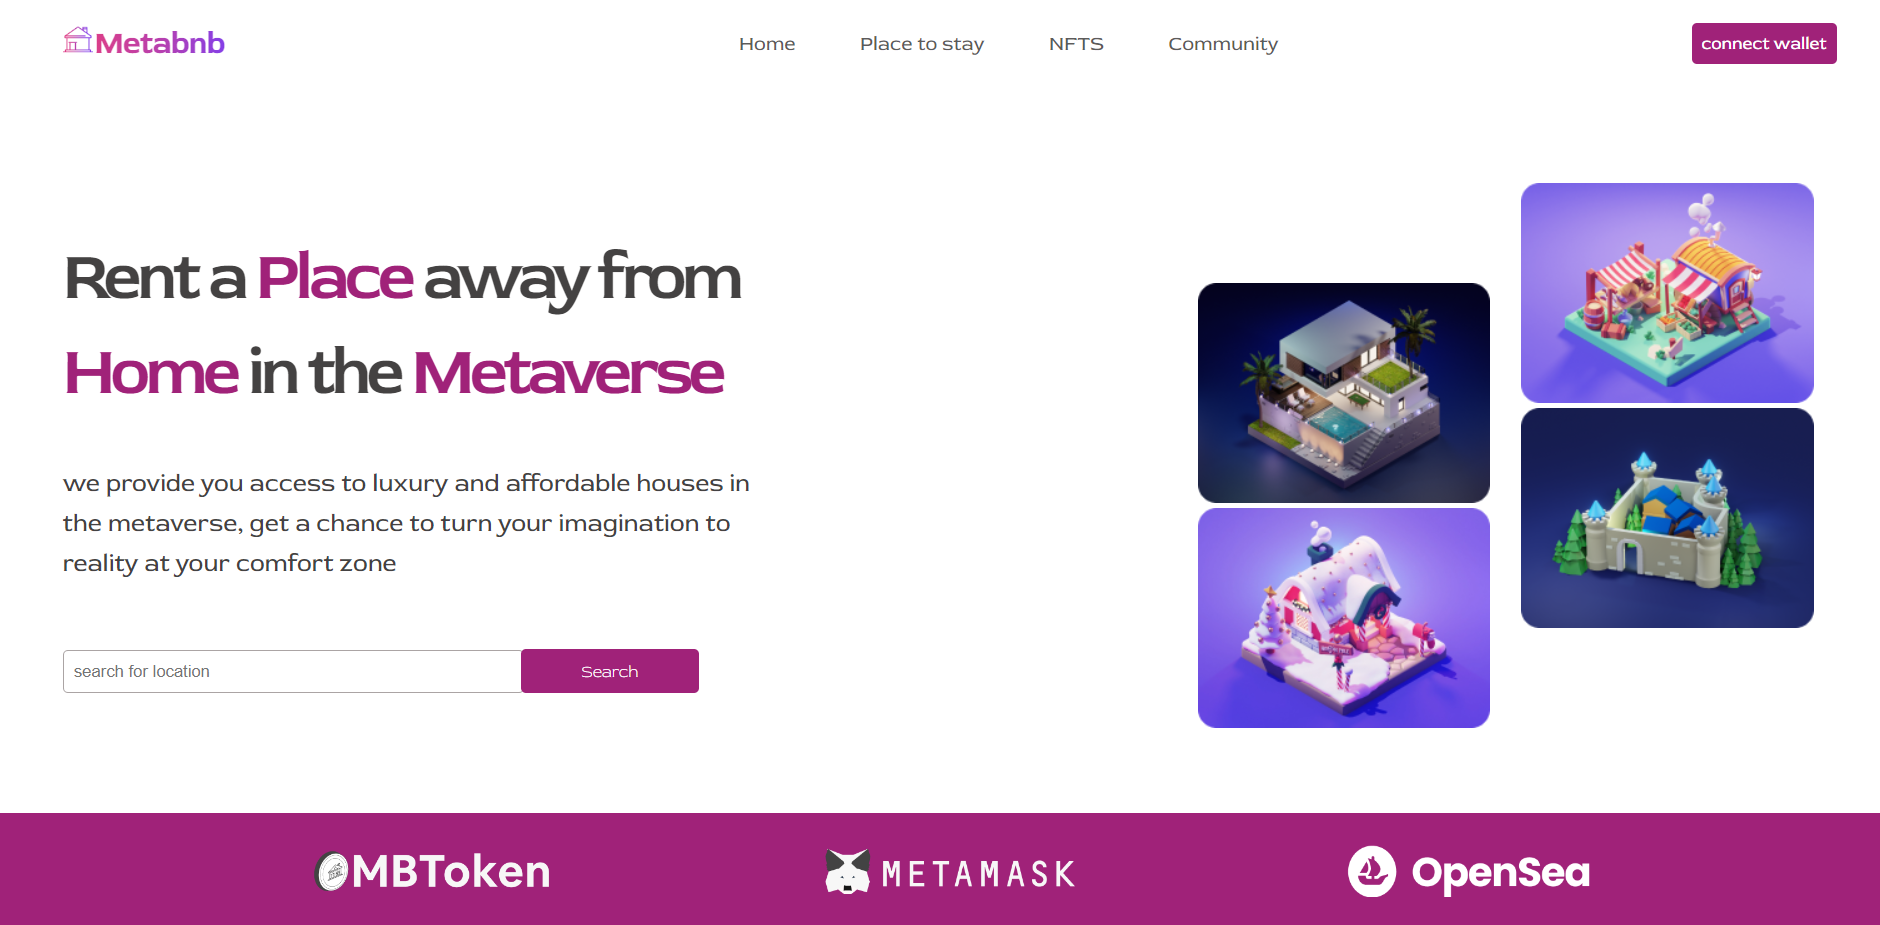 Metabnb
Home
Place to stay
NFTS
Community
connect wallet
Rent a Place away from
Home in the Metaverse
we provide you access to luxury and affordable houses in
the metaverse, get a chance to turn your imagination to
reality at your comfort zone
search for location
Search
MBToken
METAMASK
OpenSea